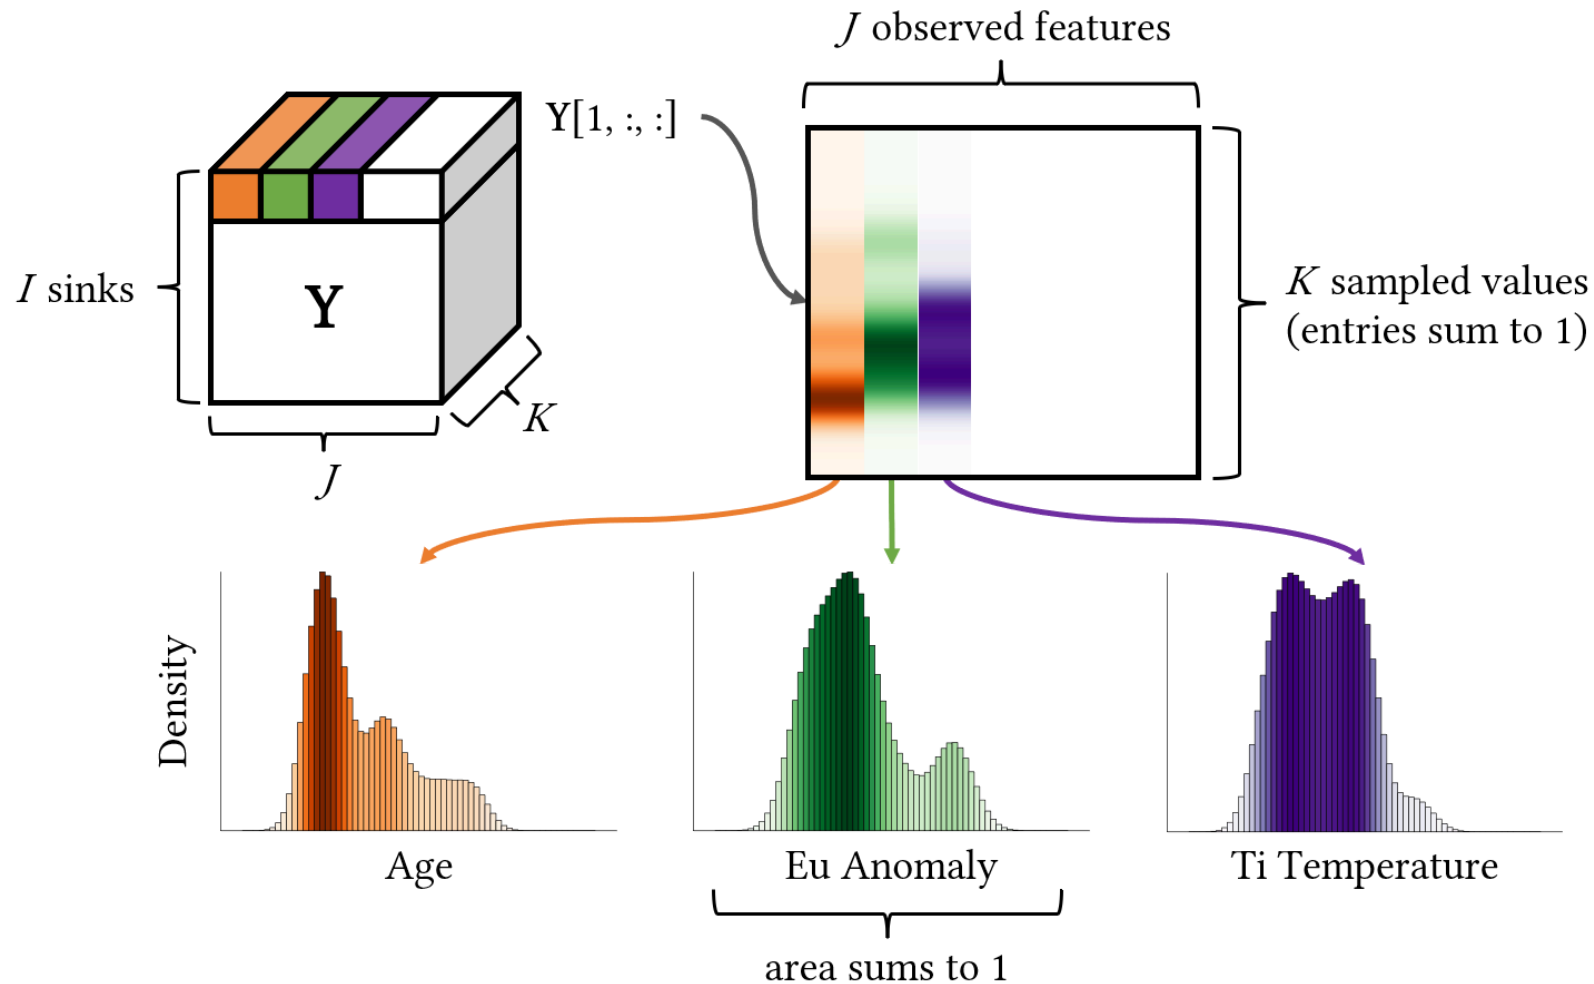 J observed features
Y[1, :, :]
I sinks
Y
K sampled values
(entries sum to 1)
K
J
Density
Age
Eu Anomaly
Ti Temperature
area sums to 1